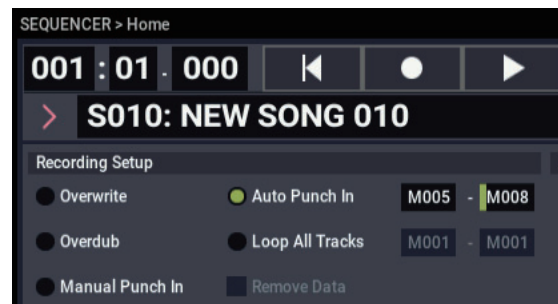 SEQUENCER > Home
001 : 01 . 000
S010: NEW SONG 010
Recording Setup
Overwrite Auto Punch In M005 - M008
Overdub Loop All Tracks M001 - M001
Manual Punch In Remove Data